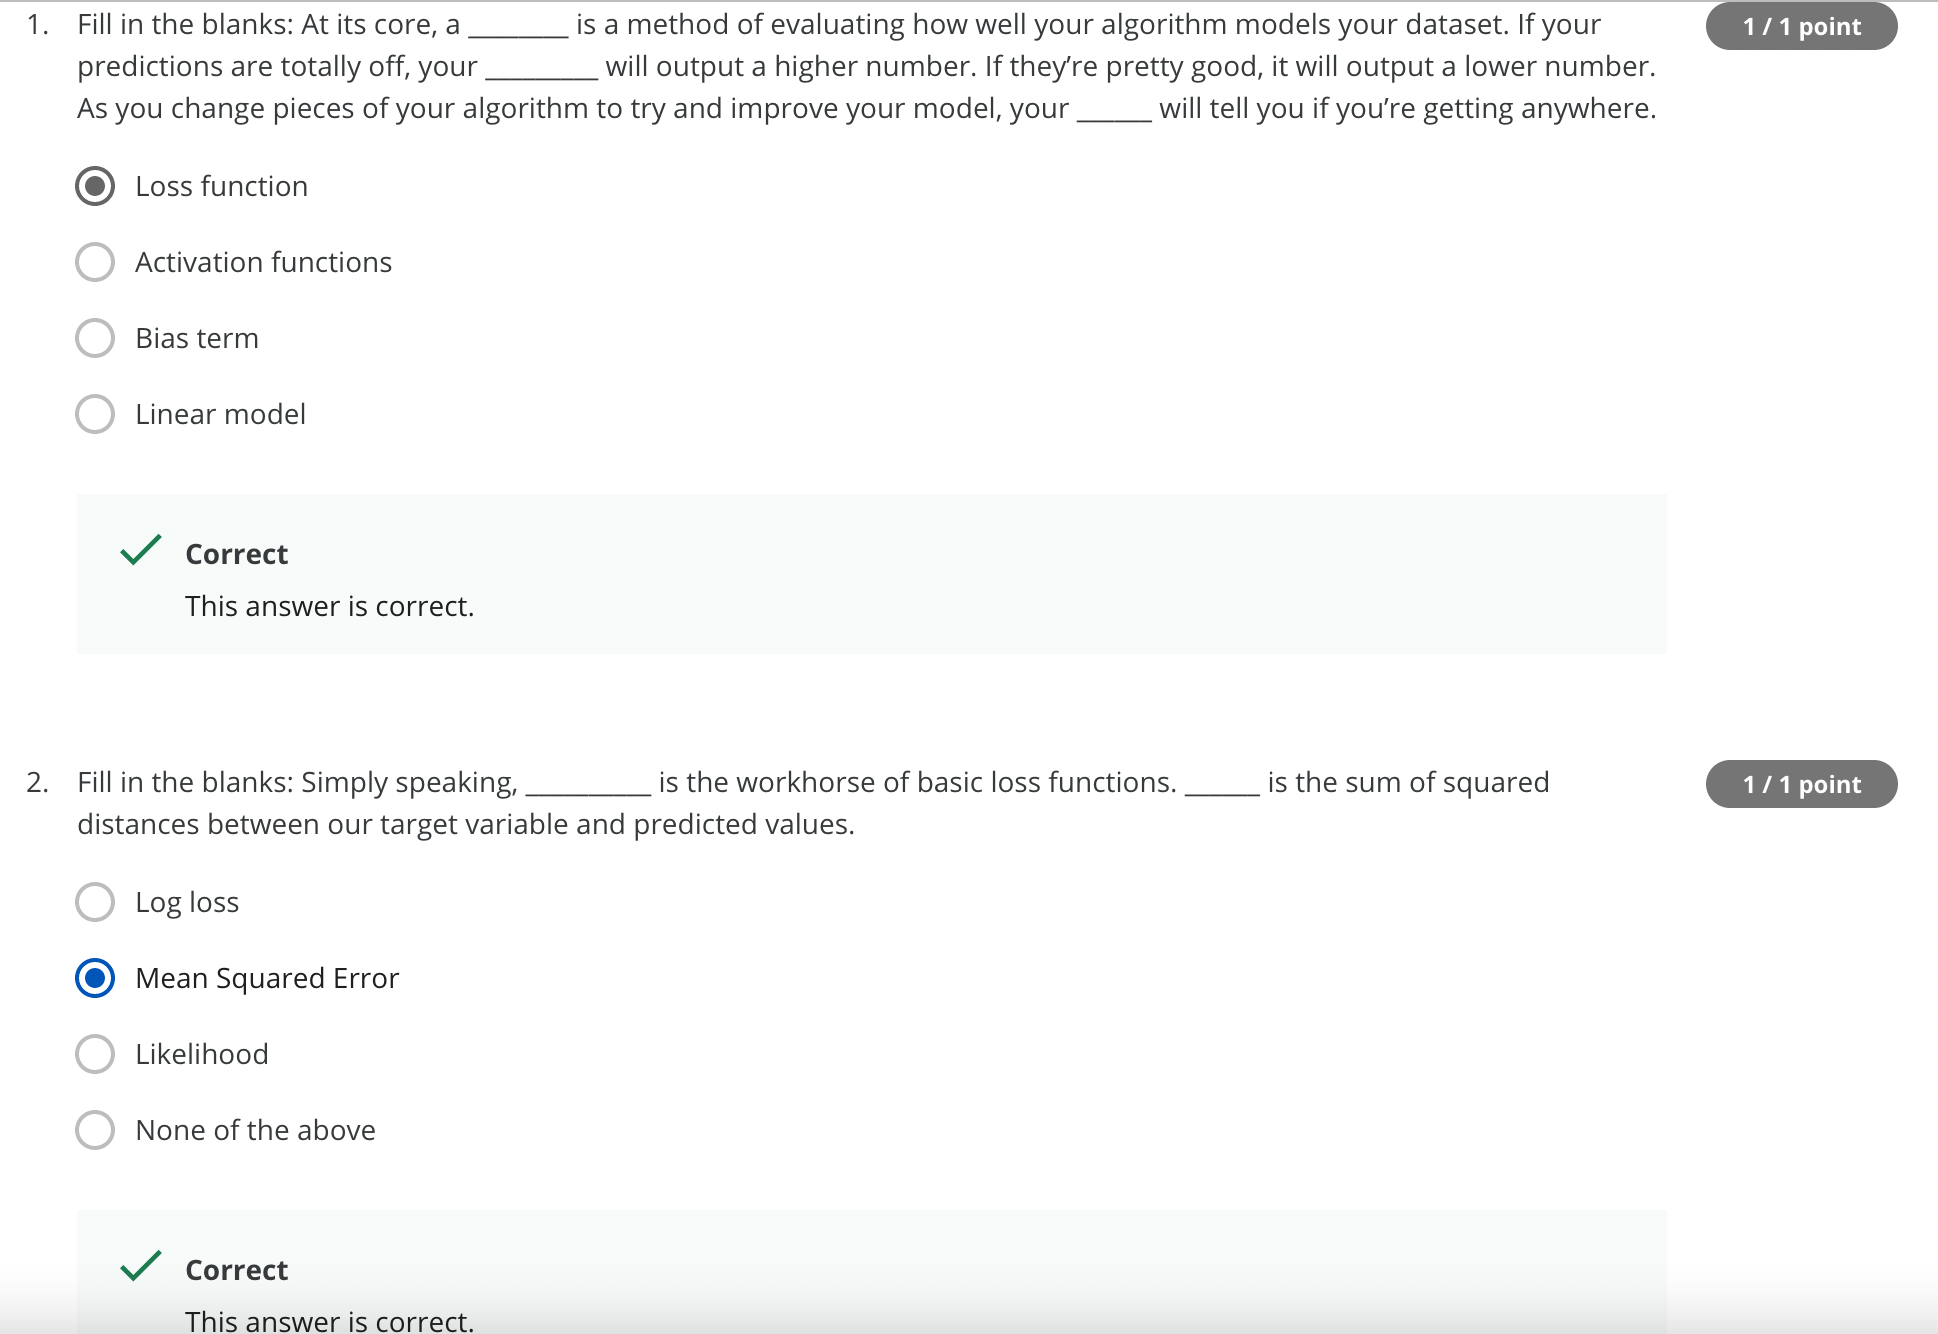 1. Fill in the blanks: At its core, a ________ is a method of evaluating how well your algorithm models your dataset. If your
1 / 1 point
predictions are totally off, your _________ will output a higher number. If they’re pretty good, it will output a lower number.
As you change pieces of your algorithm to try and improve your model, your ______ will tell you if you’re getting anywhere.
Loss function
Activation functions
Bias term
Linear model
Correct
This answer is correct.
2. Fill in the blanks: Simply speaking, __________ is the workhorse of basic loss functions. ______ is the sum of squared
1 / 1 point
distances between our target variable and predicted values.
Log loss
Mean Squared Error
Likelihood
None of the above
Correct
This answer is correct.